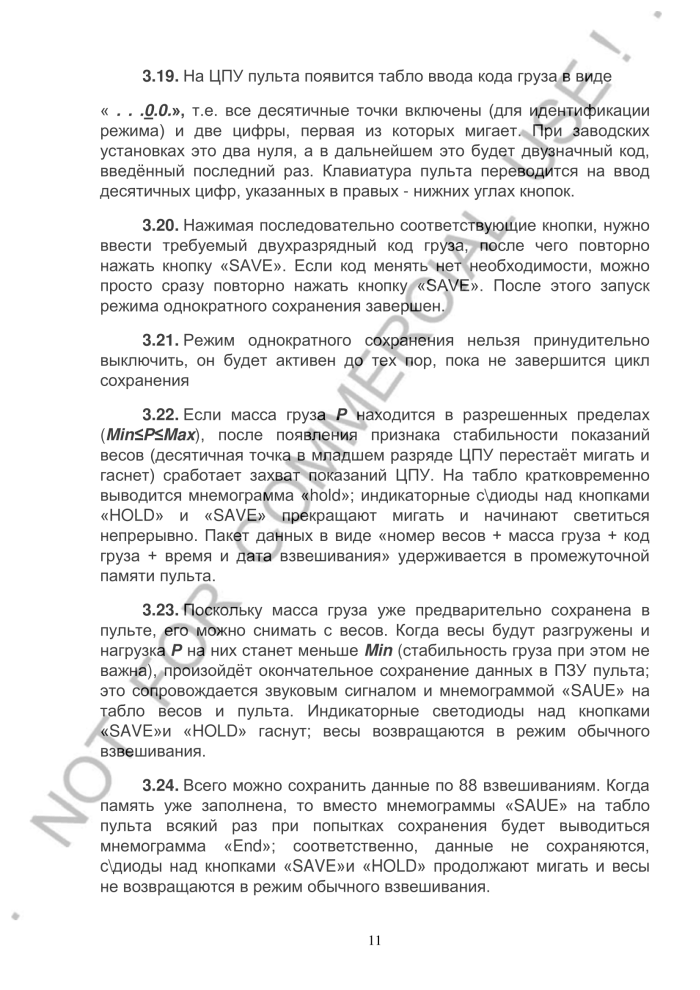 3.19. На ЦПУ пульта появится табло ввода кода груза в виде
« . . .0.0.», т.е. все десятичные точки включены (для идентификации
режима) и две цифры, первая из которых мигает. При заводских
установках это два нуля, а в дальнейшем это будет двузначный код,
введённый последний раз. Клавиатура пульта переводится на ввод
десятичных цифр, указанных в правых - нижних углах кнопок.
3.20. Нажимая последовательно соответствующие кнопки, нужно
ввести требуемый двухразрядный код груза, после чего повторно
нажать кнопку «SAVE». Если код менять нет необходимости, можно
просто сразу повторно нажать кнопку «SAVE». После этого запуск
режима однократного сохранения завершен.
3.21. Режим однократного сохранения нельзя принудительно
выключить, он будет активен до тех пор, пока не завершится цикл
сохранения
3.22. Если масса груза P находится в разрешенных пределах
(Min≤P≤Max), после появления признака стабильности показаний
весов (десятичная точка в младшем разряде ЦПУ перестаёт мигать и
гаснет) сработает захват показаний ЦПУ. На табло кратковременно
выводится мнемограмма «hold»; индикаторные с\диоды над кнопками
«HOLD» и «SAVE» прекращают мигать и начинают светиться
непрерывно. Пакет данных в виде «номер весов + масса груза + код
груза + время и дата взвешивания» удерживается в промежуточной
памяти пульта.
3.23. Поскольку масса груза уже предварительно сохранена в
пульте, его можно снимать с весов. Когда весы будут разгружены и
нагрузка P на них станет меньше Min (стабильность груза при этом не
важна), произойдёт окончательное сохранение данных в ПЗУ пульта;
это сопровождается звуковым сигналом и мнемограммой «SAUE» на
табло весов и пульта. Индикаторные светодиоды над кнопками
«SAVE»и «HOLD» гаснут; весы возвращаются в режим обычного
взвешивания.
3.24. Всего можно сохранить данные по 88 взвешиваниям. Когда
память уже заполнена, то вместо мнемограммы «SAUE» на табло
пульта всякий раз при попытках сохранения будет выводиться
мнемограмма «End»; соответственно, данные не сохраняются,
с\диоды над кнопками «SAVE»и «HOLD» продолжают мигать и весы
не возвращаются в режим обычного взвешивания.
11
NOT FOR COMMERCIAL USE !